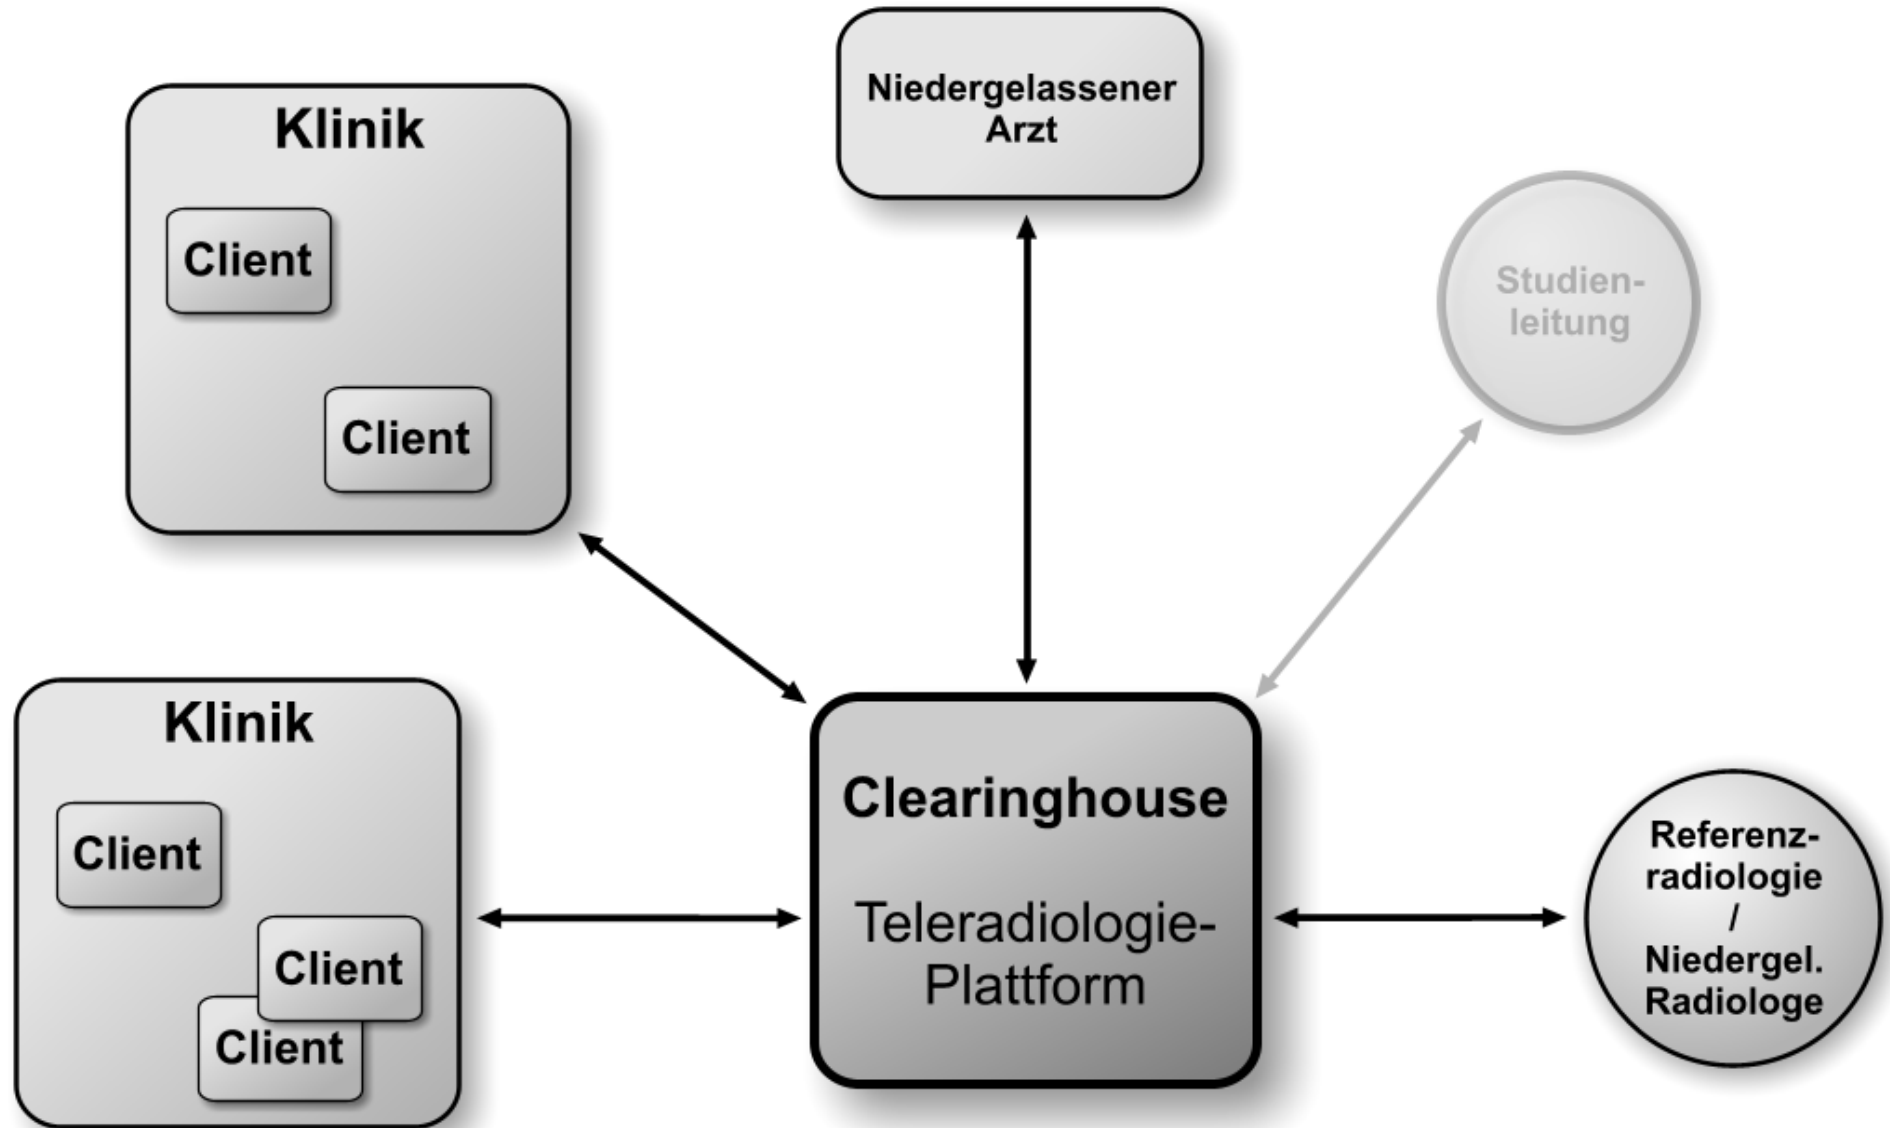 Klinik
Client
Client
Niedergelassener
Arzt
Studien-
leitung
Klinik
Client
Client
Client
Clearinghouse
Teleradiologie-
Plattform
Referenz-
radiologie
/
Niedergel.
Radiologe